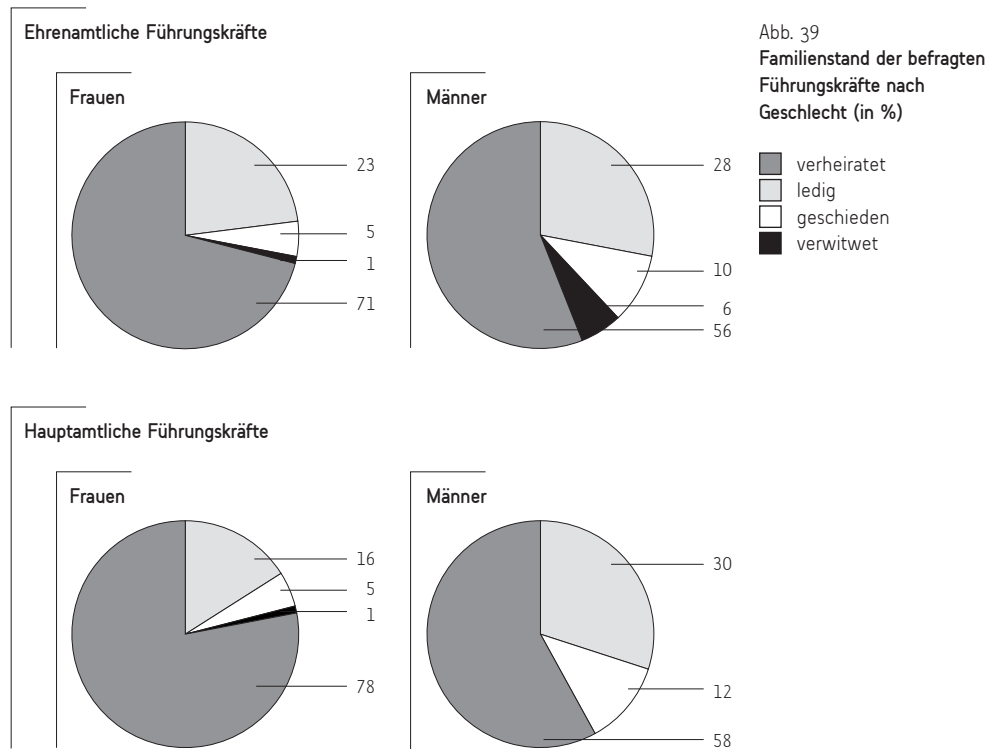 Ehrenamtliche Führungskräfte
Frauen
23
5
1
71
Männer
28
10
6
56
Abb. 39
Familienstand der befragten
Führungskräfte nach
Geschlecht (in %)
verheiratet
ledig
geschieden
verwitwet
Hauptamtliche Führungskräfte
Frauen
16
5
1
78
Männer
30
12
58